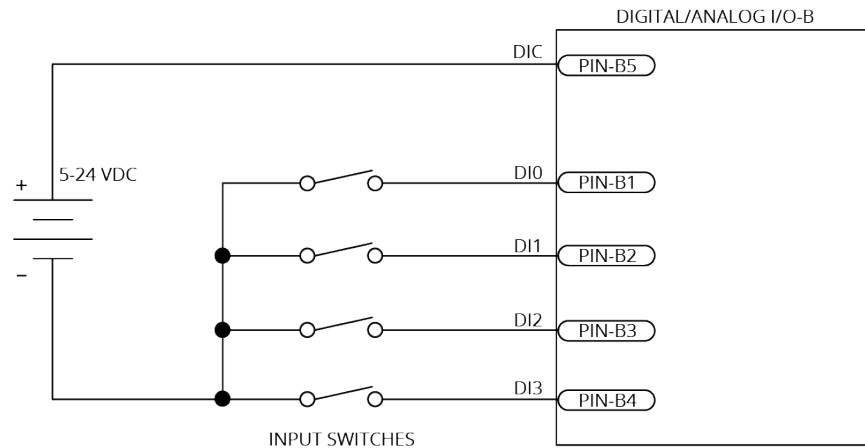 DIGITAL/ANALOG I/O-B
DIC
PIN-B5
5-24 VDC
+
–
DI0
PIN-B1
DI1
PIN-B2
DI2
PIN-B3
DI3
PIN-B4
INPUT SWITCHES